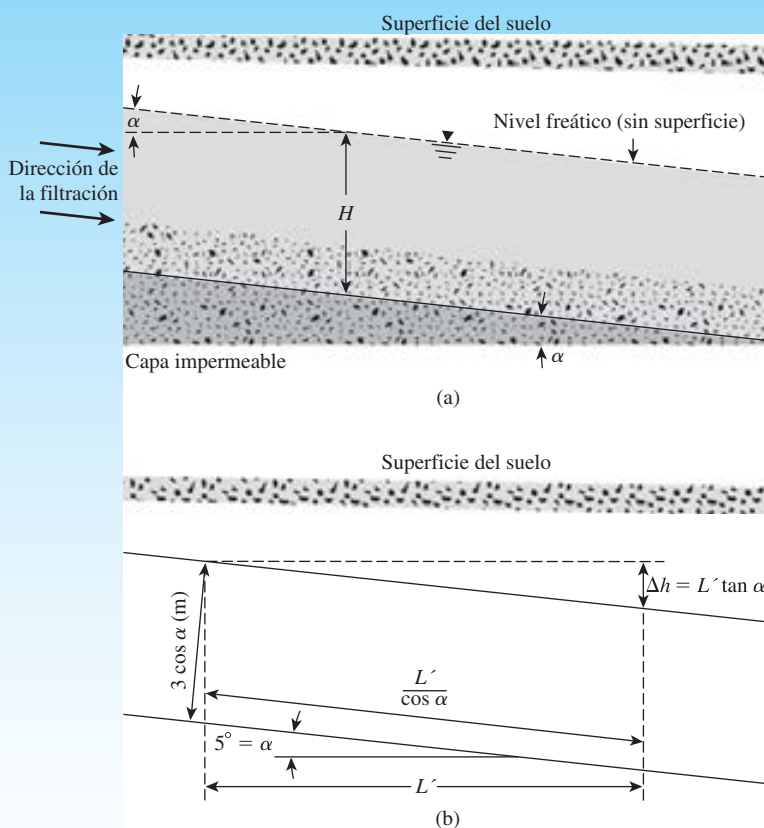 Superficie del suelo
α
Nivel freático (sin superficie)
Dirección de
la filtración
H
Capa impermeable
α
(a)
Superficie del suelo
Δh = L´ tan α
3 cos α (m)
L´
cos α
5° = α
L´
(b)